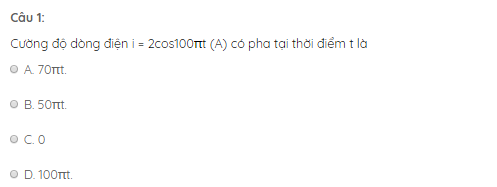 Câu 1:
Cường độ dòng điện i = 2cos100πt (A) có pha tại thời điểm t là
A. 70πt.
B. 50πt.
C. 0
D. 100πt.